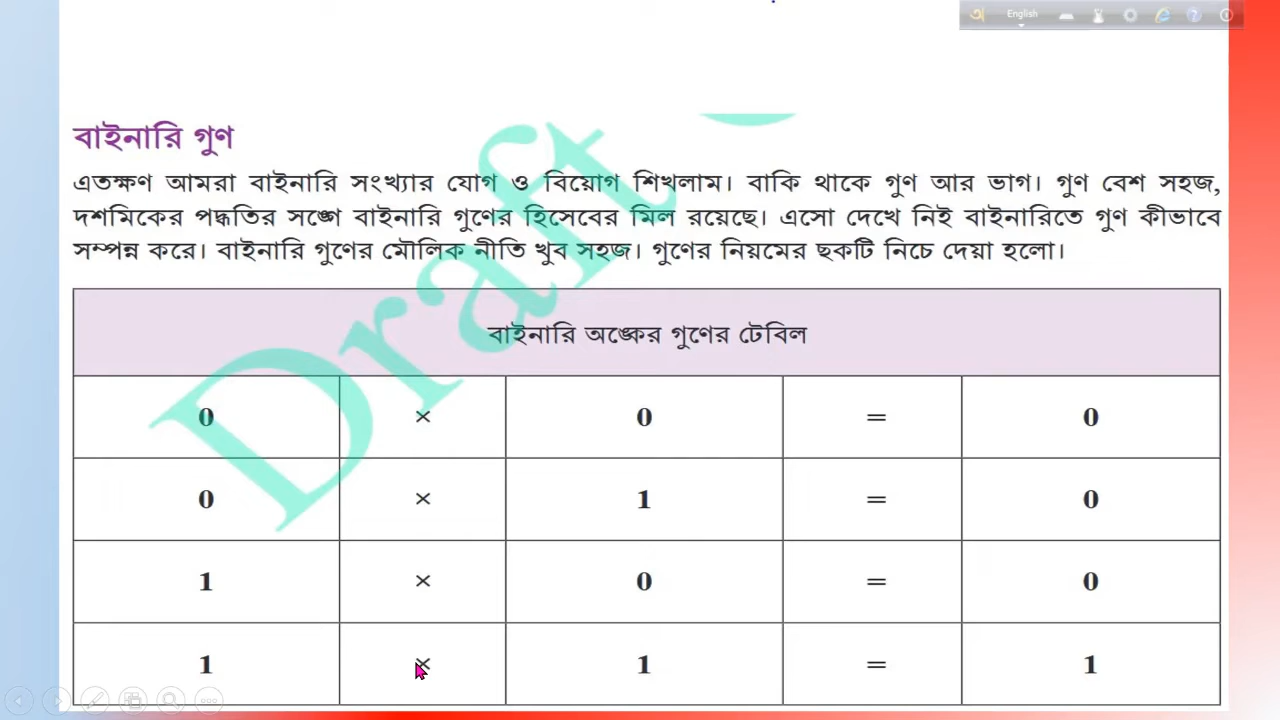 অ English
বাইনারি গুণ
এতক্ষণ আমরা বাইনারি সংখ্যার যোগ ও বিয়োগ শিখলাম। বাকি থাকে গুণ আর ভাগ। গুণ বেশ সহজ,
দশমিকের পদ্ধতির সঙ্গে বাইনারি গুণের হিসেবের মিল রয়েছে। এসো দেখে নিই বাইনারিতে গুণ কীভাবে
সম্পন্ন করে। বাইনারি গুণের মৌলিক নীতি খুব সহজ। গুণের নিয়মের ছকটি নিচে দেয়া হলো।
বাইনারি অঙ্কের গুণের টেবিল
0 × 0 = 0
0 × 1 = 0
1 × 0 = 0
1 × 1 = 1
Draft